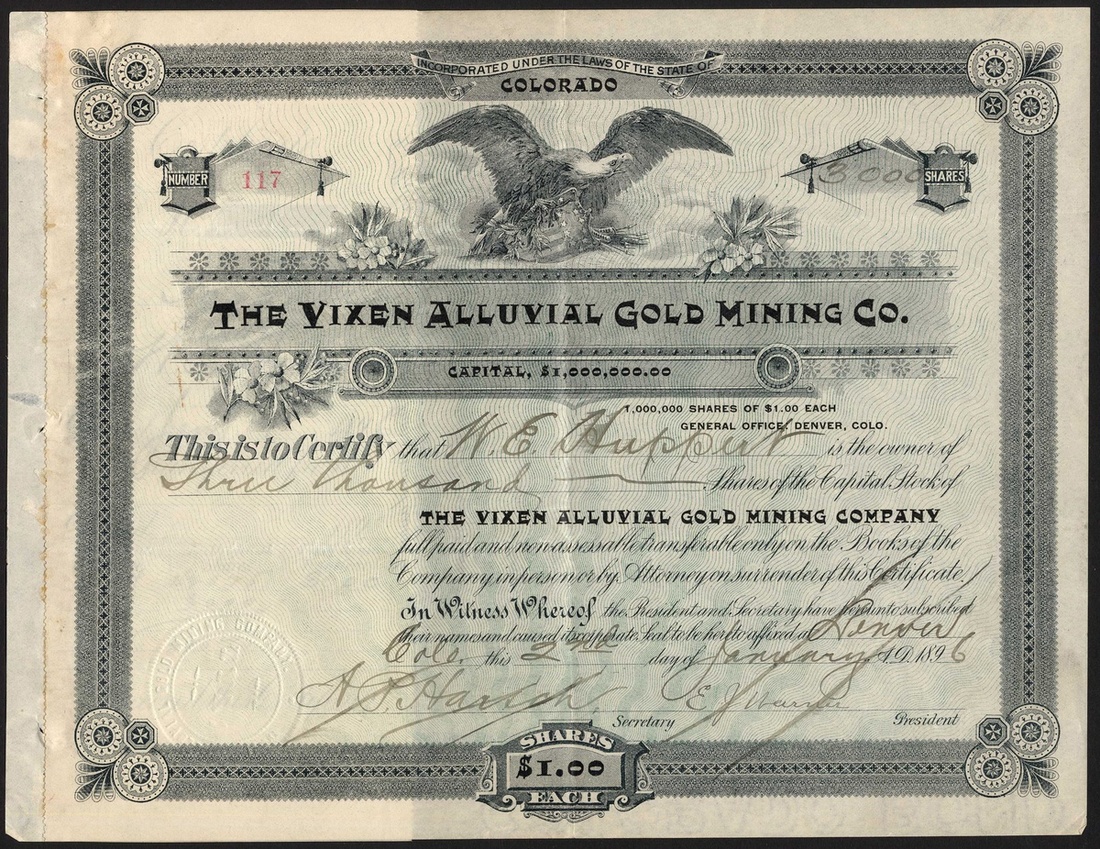 INCORPORATED UNDER THE LAWS OF THE STATE OF
COLORADO
NUMBER 117
3000 SHARES
THE VIXEN ALLUVIAL GOLD MINING CO.
CAPITAL, $1,000,000.00
1,000,000 SHARES OF $1.00 EACH
GENERAL OFFICE: DENVER, COLO.
This is to Certify that W. E. Huppert is the owner of
Three thousand Shares of the Capital Stock of
THE VIXEN ALLUVIAL GOLD MINING COMPANY
full paid and non assessable transferable only on the Books of the
Company in person or by Attorney on surrender of this Certificate.
In Witness Whereof the President and Secretary have hereunto subscribed
their names and caused its corporate Seal to be hereto affixed at Denver
Colo. this 2nd day of January A.D. 1896
E J Warner
Secretary President
GOLD MINING COMPANY
SHARES
$1.00
EACH